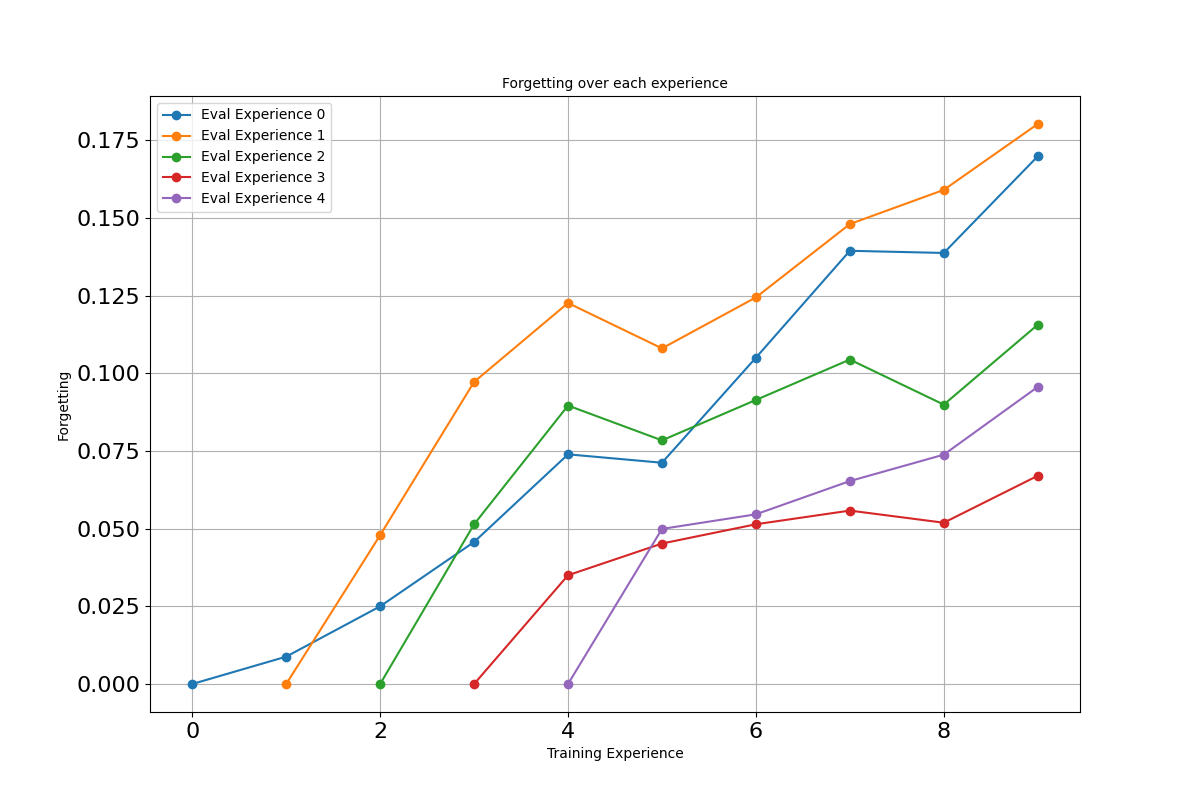 Forgetting over each experience
Eval Experience 0
Eval Experience 1
Eval Experience 2
Eval Experience 3
Eval Experience 4
0.175
0.150
0.125
0.100
0.075
0.050
0.025
0.000
Forgetting
0 2 4 6 8
Training Experience